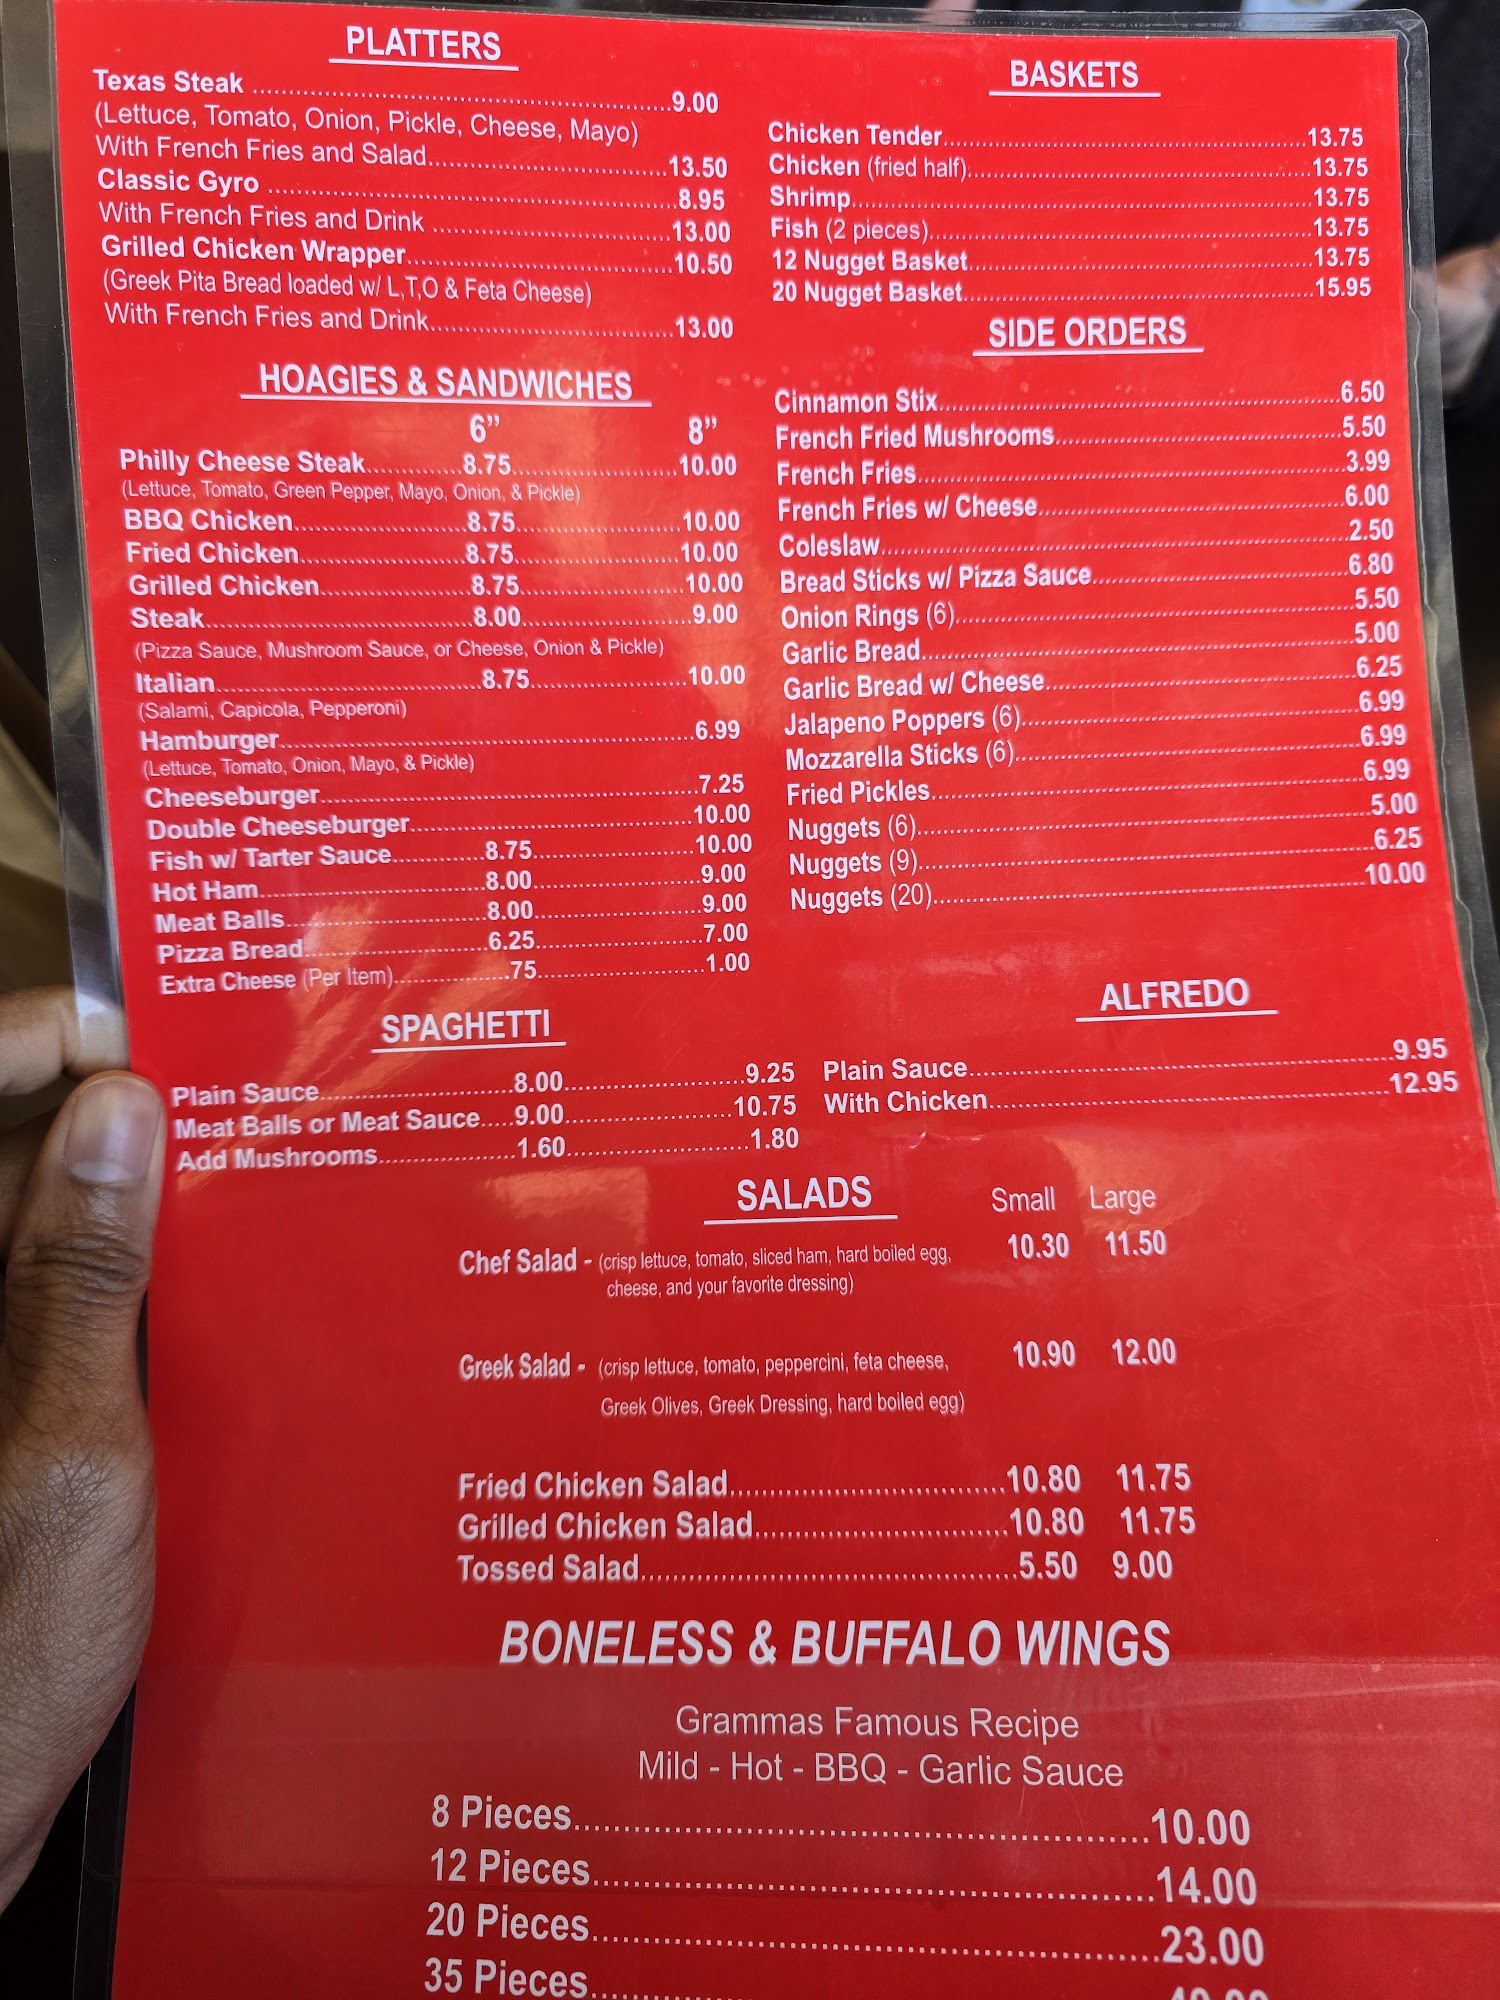 PLATTERS
Texas Steak ...........9.00
(Lettuce, Tomato, Onion, Pickle, Cheese, Mayo)
With French Fries and Salad...........13.50
Classic Gyro ...........8.95
With French Fries and Drink ...........13.00
Grilled Chicken Wrapper...........10.50
(Greek Pita Bread loaded w/ L,T,O & Feta Cheese)
With French Fries and Drink...........13.00
HOAGIES & SANDWICHES
6” 8”
Philly Cheese Steak...........8.75...........10.00
(Lettuce, Tomato, Green Pepper, Mayo, Onion, & Pickle)
BBQ Chicken...........8.75...........10.00
Fried Chicken...........8.75...........10.00
Grilled Chicken...........8.75...........10.00
Steak...........8.00...........9.00
(Pizza Sauce, Mushroom Sauce, or Cheese, Onion & Pickle)
Italian...........8.75...........10.00
(Salami, Capicola, Pepperoni)
Hamburger...........6.99
(Lettuce, Tomato, Onion, Mayo, & Pickle)
Cheeseburger...........7.25
Double Cheeseburger...........10.00
Fish w/ Tarter Sauce...........8.75...........10.00
Hot Ham...........8.00...........9.00
Meat Balls...........8.00...........9.00
Pizza Bread...........6.25...........7.00
Extra Cheese (Per Item)...........75...........1.00
SPAGHETTI
Plain Sauce...........8.00...........9.25
Meat Balls or Meat Sauce.....9.00...........10.75
Add Mushrooms...........1.60...........1.80
BASKETS
Chicken Tender...........13.75
Chicken (fried half)...........13.75
Shrimp...........13.75
Fish (2 pieces)...........13.75
12 Nugget Basket...........13.75
20 Nugget Basket...........15.95
SIDE ORDERS
Cinnamon Stix...........6.50
French Fried Mushrooms...........5.50
French Fries...........3.99
French Fries w/ Cheese...........6.00
Coleslaw...........2.50
Bread Sticks w/ Pizza Sauce...........6.80
Onion Rings (6)...........5.50
Garlic Bread...........5.00
Garlic Bread w/ Cheese...........6.25
Jalapeno Poppers (6)...........6.99
Mozzarella Sticks (6)...........6.99
Fried Pickles...........6.99
Nuggets (6)...........5.00
Nuggets (9)...........6.25
Nuggets (20)...........10.00
ALFREDO
Plain Sauce...........9.95
With Chicken...........12.95
SALADS Small Large
Chef Salad - (crisp lettuce, tomato, sliced ham, hard boiled egg, 10.30 11.50
cheese, and your favorite dressing)
Greek Salad - (crisp lettuce, tomato, peppercini, feta cheese, 10.90 12.00
Greek Olives, Greek Dressing, hard boiled egg)
Fried Chicken Salad...........10.80 11.75
Grilled Chicken Salad...........10.80 11.75
Tossed Salad...........5.50 9.00
BONELESS & BUFFALO WINGS
Grammas Famous Recipe
Mild - Hot - BBQ - Garlic Sauce
8 Pieces...........10.00
12 Pieces...........14.00
20 Pieces...........23.00
35 Pieces...........